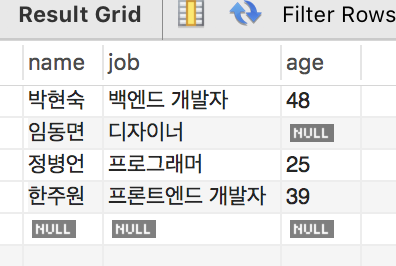 Result Grid Filter Rows
name job age
박현숙 백엔드 개발자 48
임동면 디자이너 NULL
정병언 프로그래머 25
한주원 프론트엔드 개발자 39
NULL NULL NULL